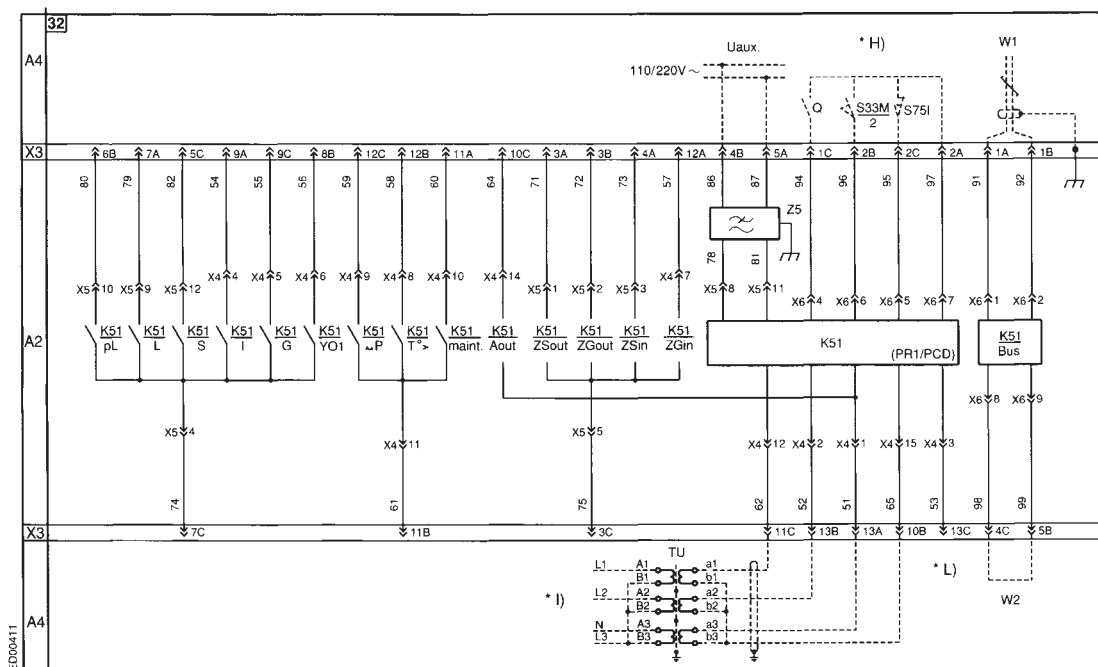 32
A4
Uaux.
* H)
W1
110/220V ~
Q
S33M
2
S75I
X3
6B 7A 5C 9A 9C 8B 12C 12B 11A 10C 3A 3B 4A 12A 4B 5A 1C 2B 2C 2A 1A 1B
80 79 82 54 55 56 59 58 60 64 71 72 73 57 86 87 94 96 95 97 91 92
Z5
78 81
X5 10 X5 9 X5 12 X4 4 X4 5 X4 6 X4 9 X4 8 X4 10 X4 14 X5 1 X5 2 X5 3 X4 7 X5 8 X5 11 X6 4 X6 6 X6 5 X6 7 X6 1 X6 2
A2
K51 K51 K51 K51 K51 K51 K51 K51 K51 K51 K51 K51 K51 K51 K51 K51
pL L S I G YO1 P T°> maint. Aout ZSout ZGout ZSin ZGin (PR1/PCD) Bus
X6 8 X6 9
X5 4 X4 11 X5 5 X4 12 X4 2 X4 1 X4 15 X4 3
74 61 75 62 52 51 65 53 98 99
X3
7C 11B 3C 11C 13B 13A 10B 13C 4C 5B
TU
L1 A1 a1
B1 b1
* L)
* I)
L2 A2 a2
B2 b2
W2
N A3 a3
L3 B3 b3
A4
ED00411